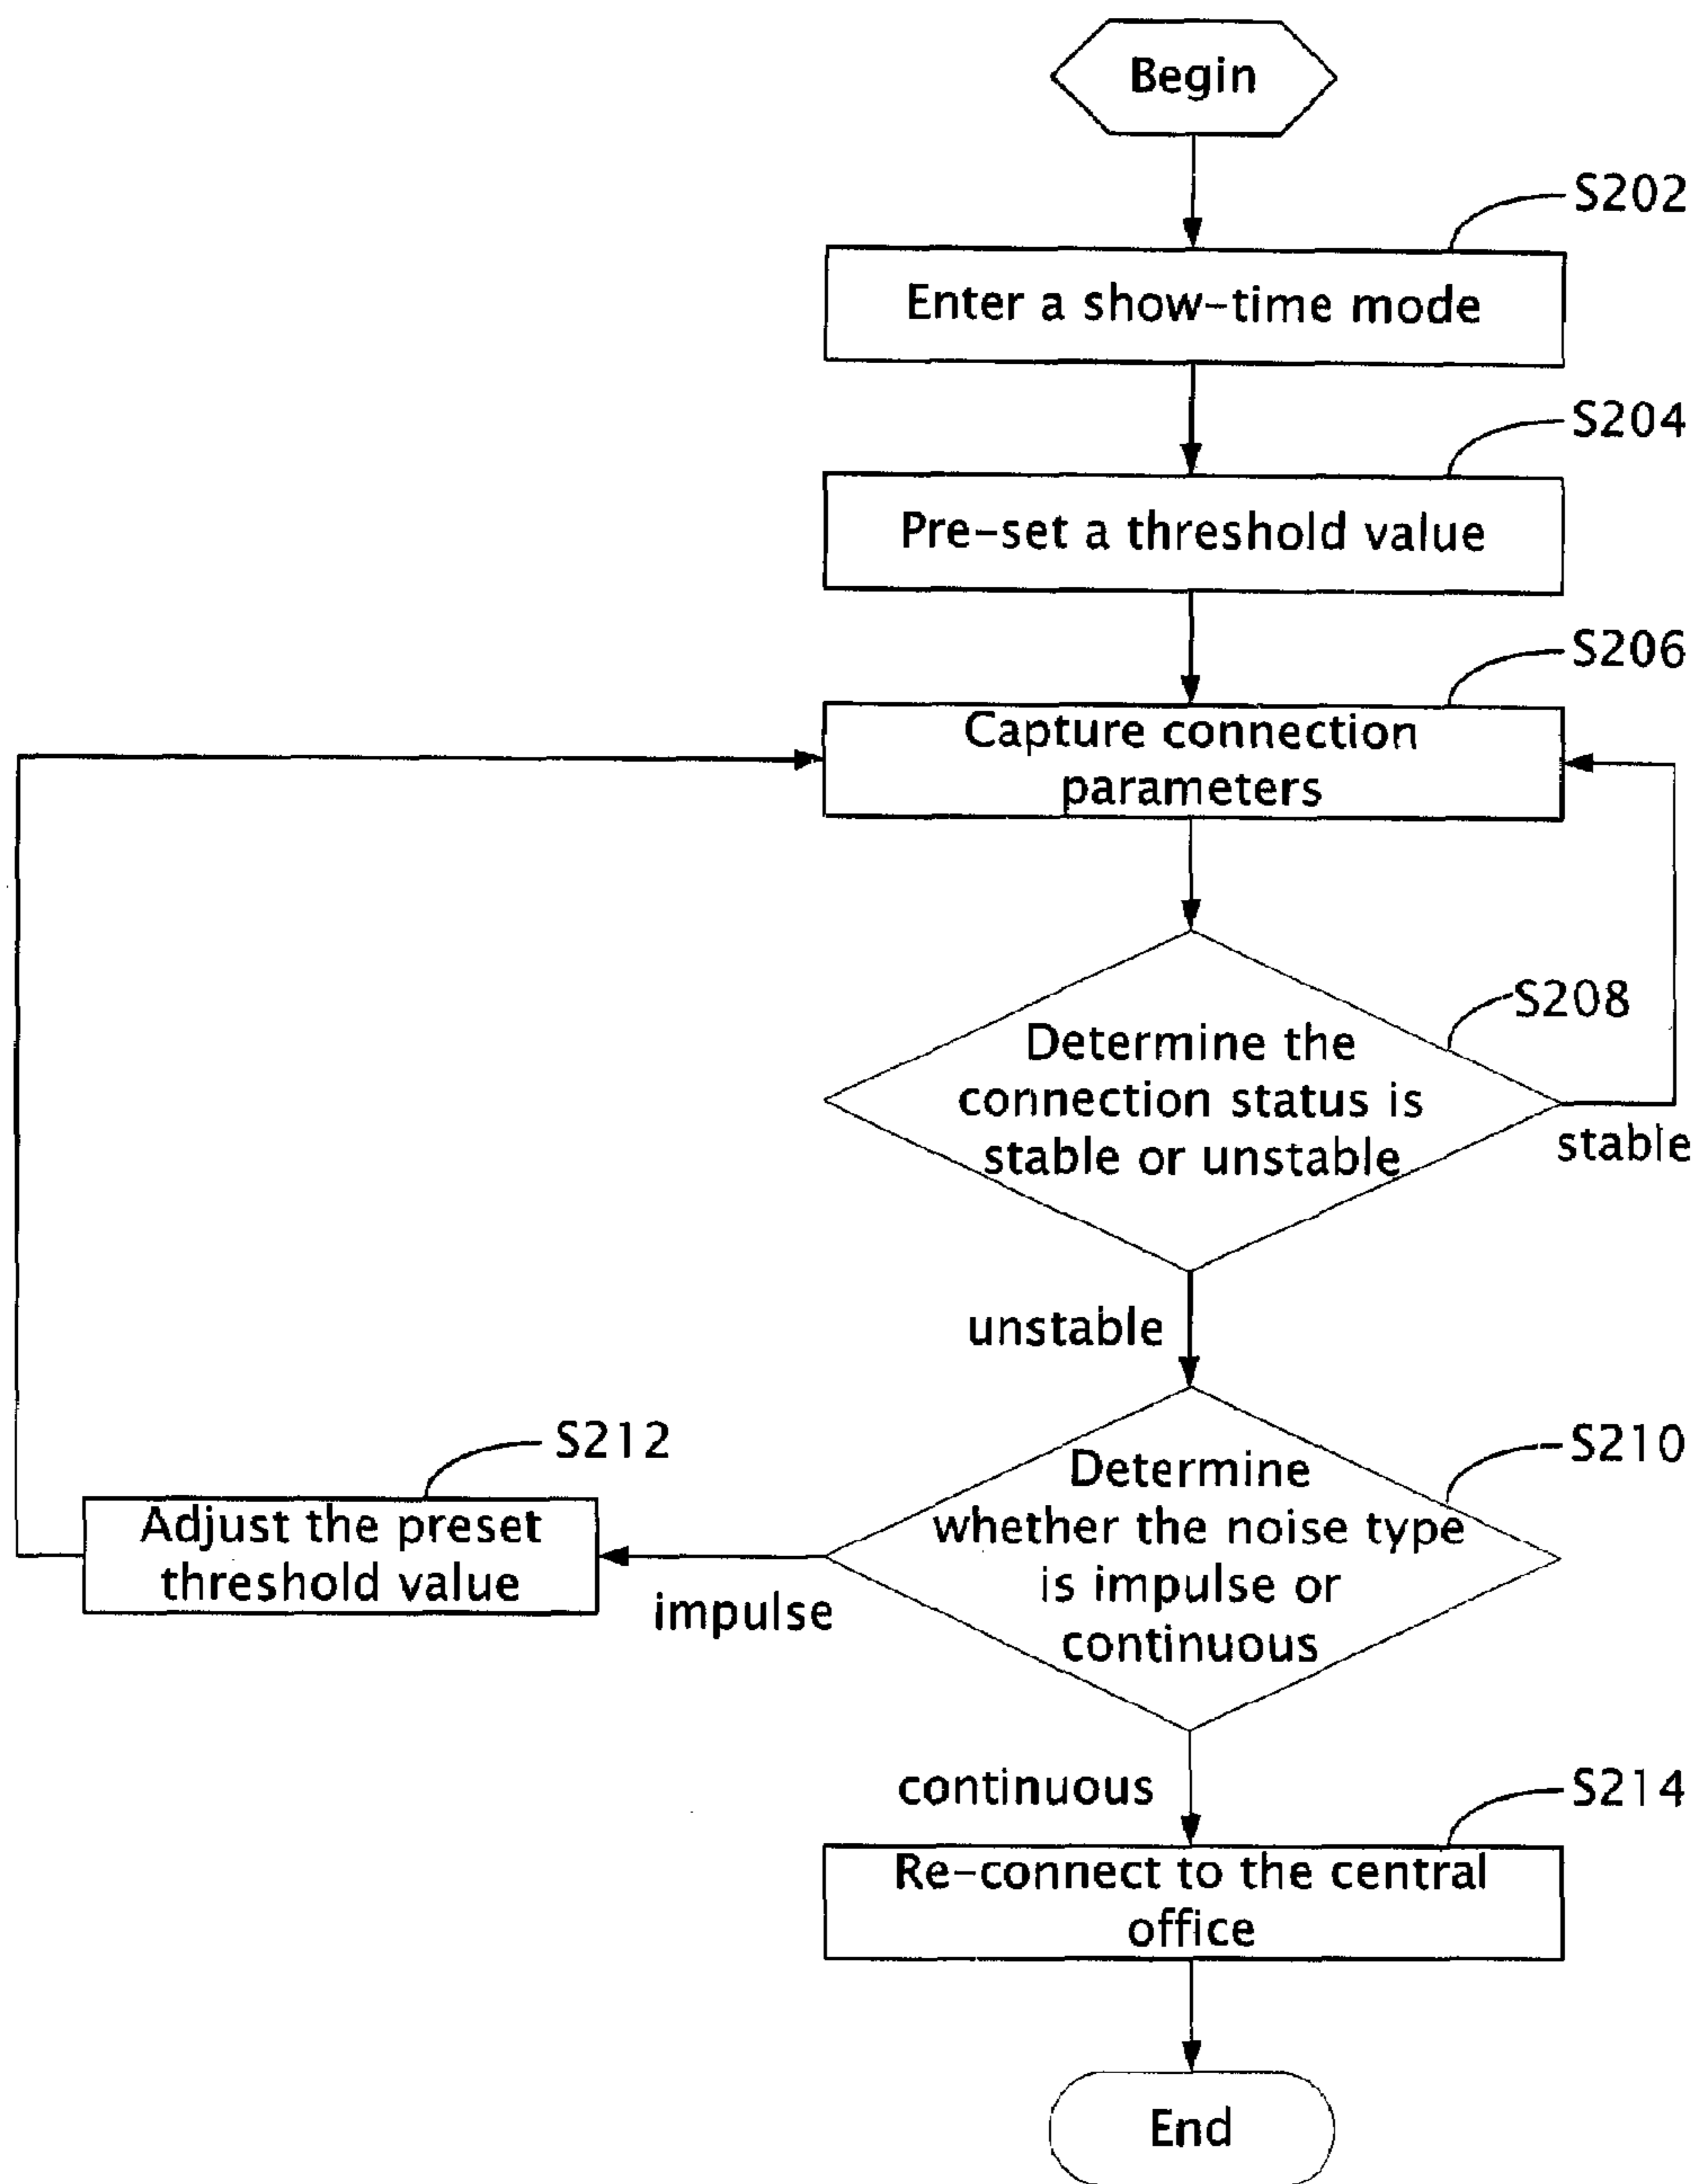 Begin
S202
Enter a show-time mode
S204
Pre-set a threshold value
S206
Capture connection
parameters
S208
Determine the
connection status is
stable or unstable
stable
unstable
S210
Determine
whether the noise type
is impulse or
continuous
S212
Adjust the preset
threshold value
impulse
continuous
S214
Re-connect to the central
office
End